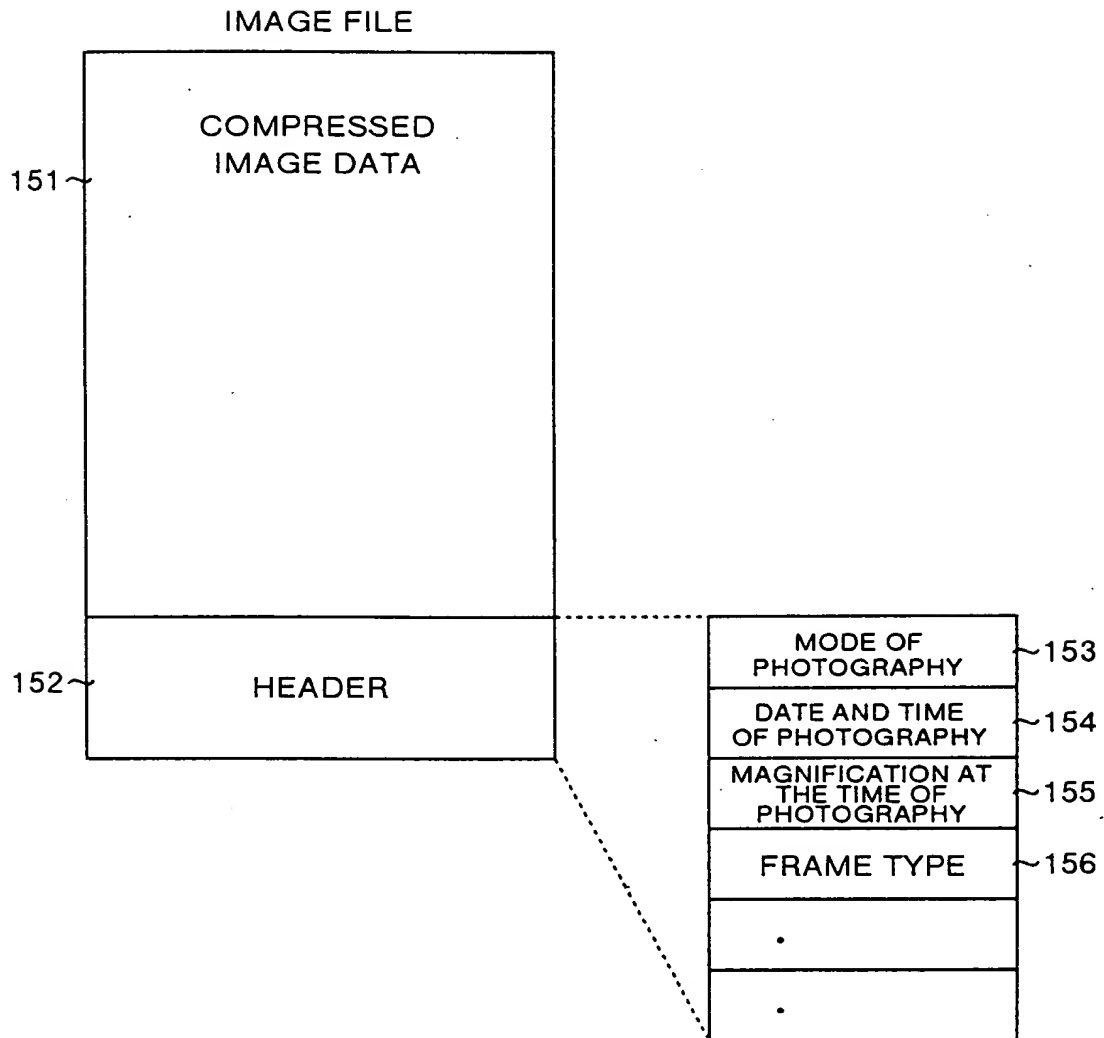 IMAGE FILE
COMPRESSED
IMAGE DATA
151
152
HEADER
MODE OF
PHOTOGRAPHY
153
DATE AND TIME
OF PHOTOGRAPHY
154
MAGNIFICATION AT
THE TIME OF
PHOTOGRAPHY
155
FRAME TYPE
156